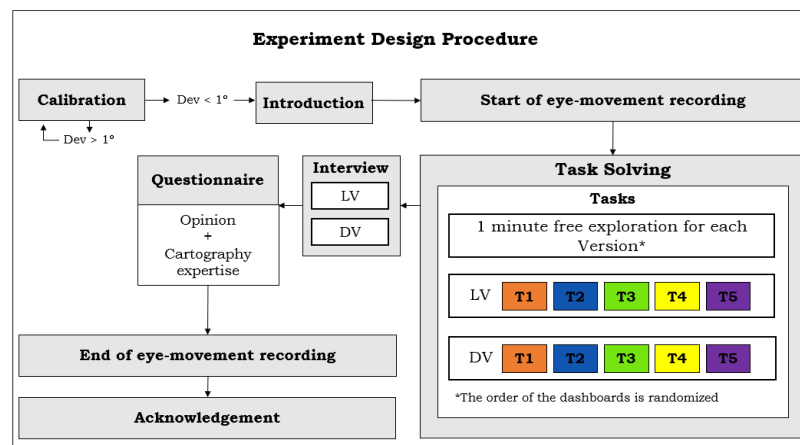 Experiment Design Procedure
Calibration
Dev < 1°
Introduction
Start of eye-movement recording
Dev > 1°
Task Solving
Tasks
1 minute free exploration for each
Version*
LV T1 T2 T3 T4 T5
DV T1 T2 T3 T4 T5
*The order of the dashboards is randomized
Interview
LV
DV
Questionnaire
Opinion
+
Cartography
expertise
End of eye-movement recording
Acknowledgement